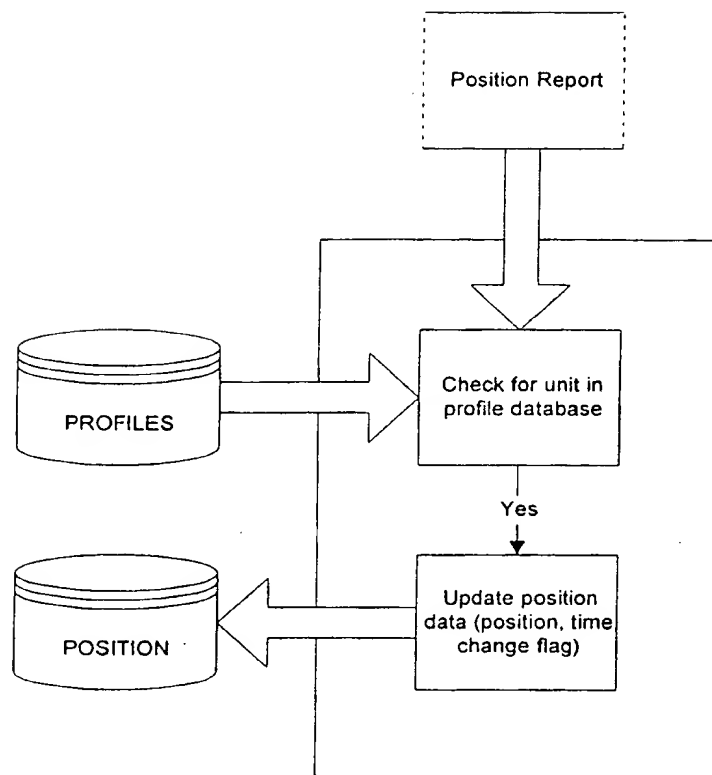 Position Report
Check for unit in
profile database
PROFILES
Yes
Update position
data (position, time
change flag)
POSITION